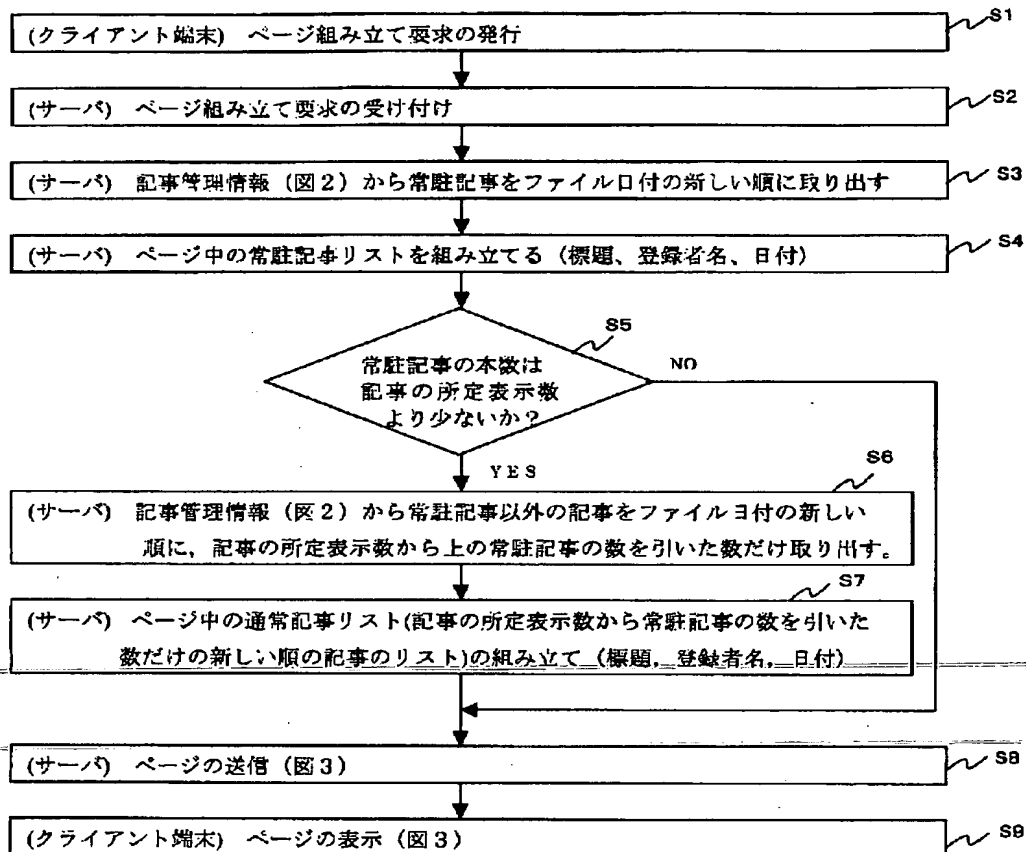 S1
(クライアント端末) ページ組み立て要求の発行
S2
(サーバ) ページ組み立て要求の受け付け
S3
(サーバ) 記事管理情報（図２）から常駐記事をファイル日付の新しい順に取り出す
S4
(サーバ) ページ中の常駐記事リストを組み立てる（標題、登録者名、日付）
S5
常駐記事の本数は
記事の所定表示数
より少ないか？
NO
YES
S6
(サーバ) 記事管理情報（図２）から常駐記事以外の記事をファイル日付の新しい
順に、記事の所定表示数から上の常駐記事の数を引いた数だけ取り出す。
S7
(サーバ) ページ中の通常記事リスト(記事の所定表示数から常駐記事の数を引いた
数だけの新しい順の記事のリスト)の組み立て（標題，登録者名，日付）
S8
(サーバ) ページの送信（図３）
S9
(クライアント端末) ページの表示（図３）